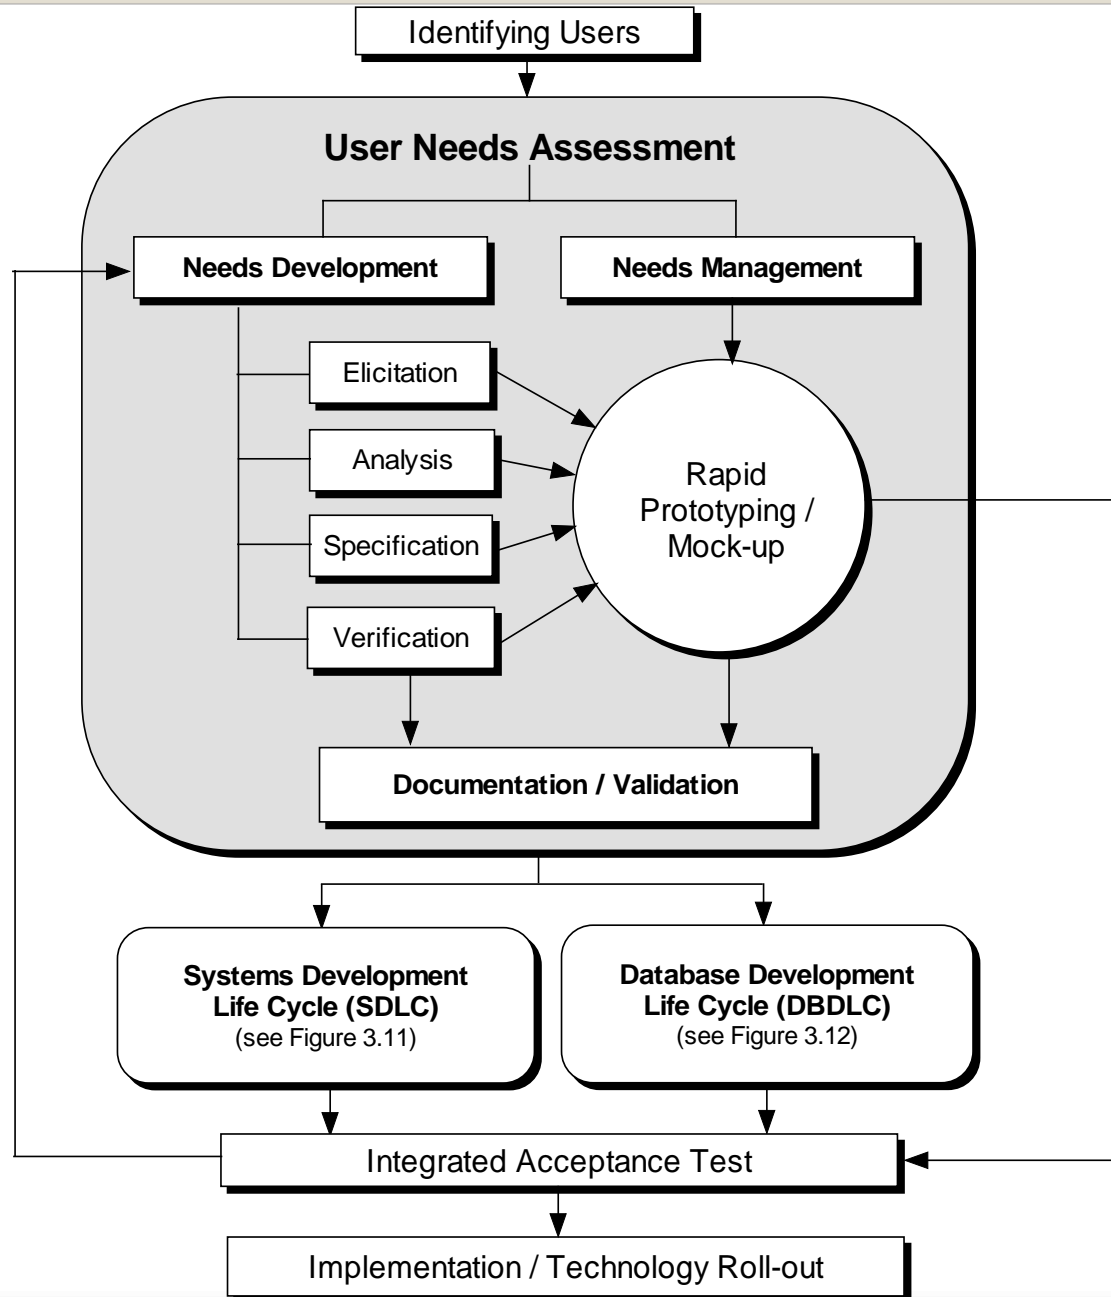 Identifying Users
User Needs Assessment
Needs Development
Needs Management
Elicitation
Analysis
Specification
Verification
Rapid
Prototyping /
Mock-up
Documentation / Validation
Systems Development
Life Cycle (SDLC)
(see Figure 3.11)
Database Development
Life Cycle (DBDLC)
(see Figure 3.12)
Integrated Acceptance Test
Implementation / Technology Roll-out